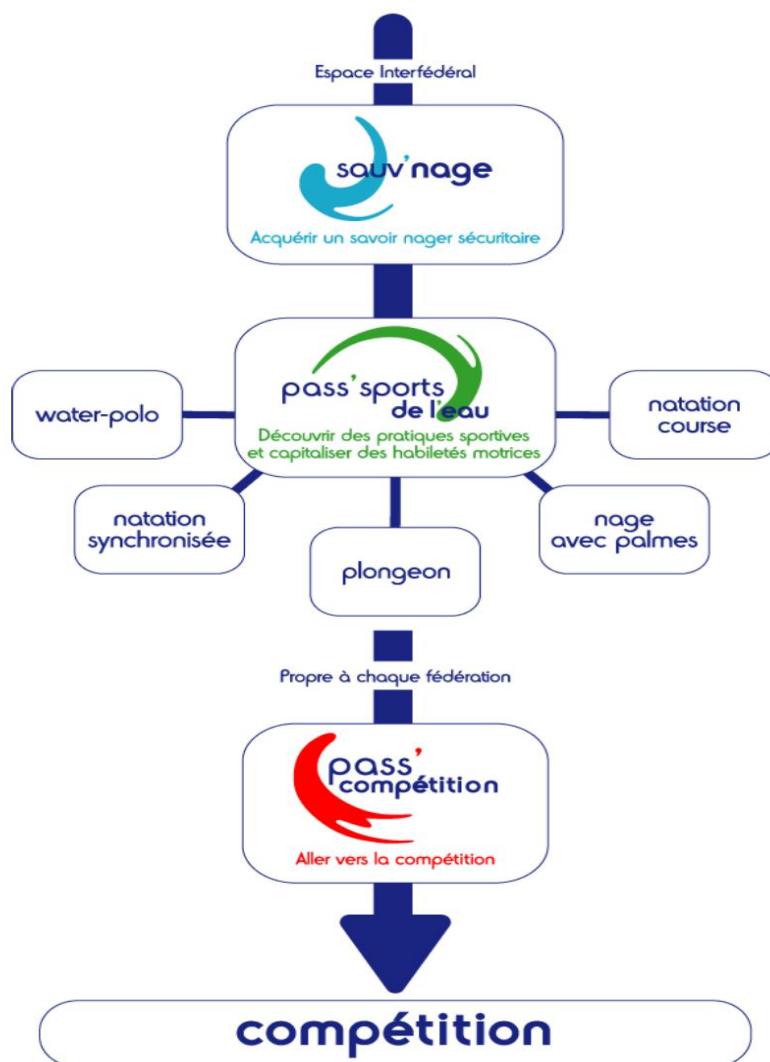 Espace Interfédéral
sauv'nage
Acquérir un savoir nager sécuritaire
pass'sports
de l'eau
Découvrir des pratiques sportives
et capitaliser des habiletés motrices
water-polo
natation
course
natation
synchronisée
nage
avec palmes
plongeon
Propre à chaque fédération
pass'
compétition
Aller vers la compétition
compétition